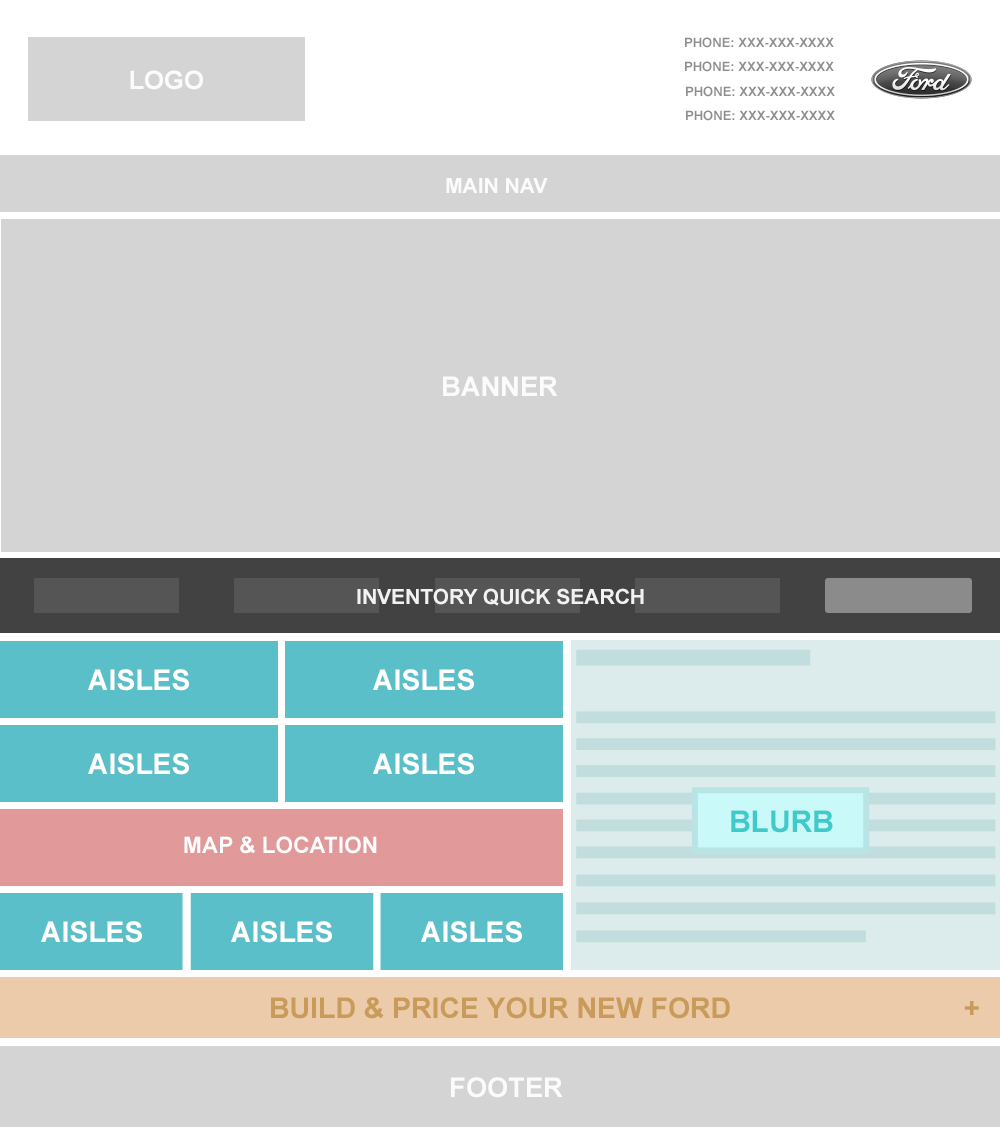 LOGO
PHONE: XXX-XXX-XXXX
PHONE: XXX-XXX-XXXX
PHONE: XXX-XXX-XXXX
PHONE: XXX-XXX-XXXX
Ford
MAIN NAV
BANNER
INVENTORY QUICK SEARCH
AISLES
AISLES
AISLES
AISLES
MAP & LOCATION
AISLES
AISLES
AISLES
BLURB
BUILD & PRICE YOUR NEW FORD
+
FOOTER